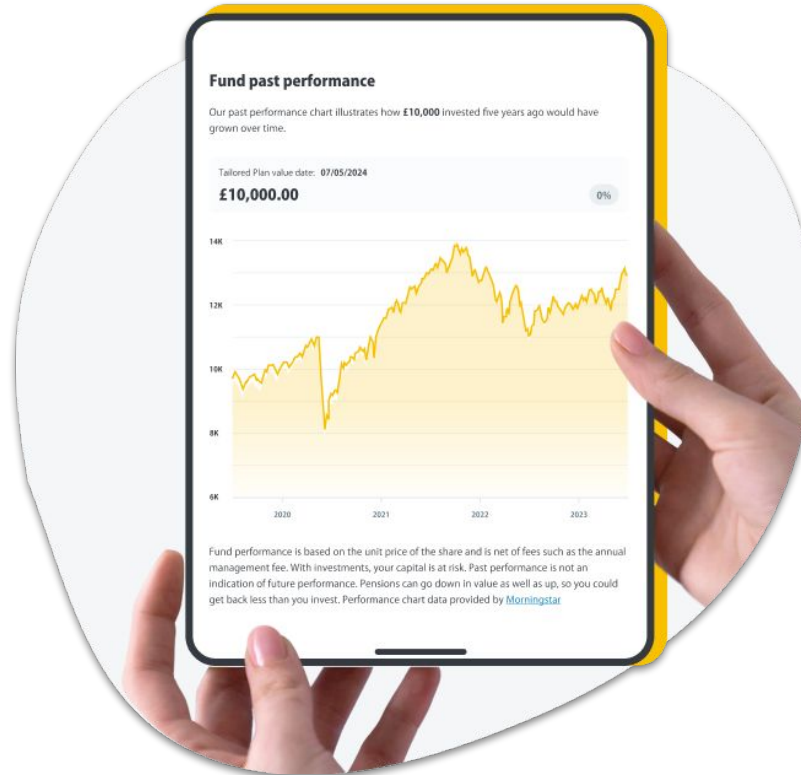 Fund past performance
Our past performance chart illustrates how £10,000 invested five years ago would have
grown over time.
Tailored Plan value date: 07/05/2024
£10,000.00
0%
14K
12K
10K
8K
6K
2020
2021
2022
2023
Fund performance is based on the unit price of the share and is net of fees such as the annual
management fee. With investments, your capital is at risk. Past performance is not an
indication of future performance. Pensions can go down in value as well as up, so you could
get back less than you invest. Performance chart data provided by Morningstar